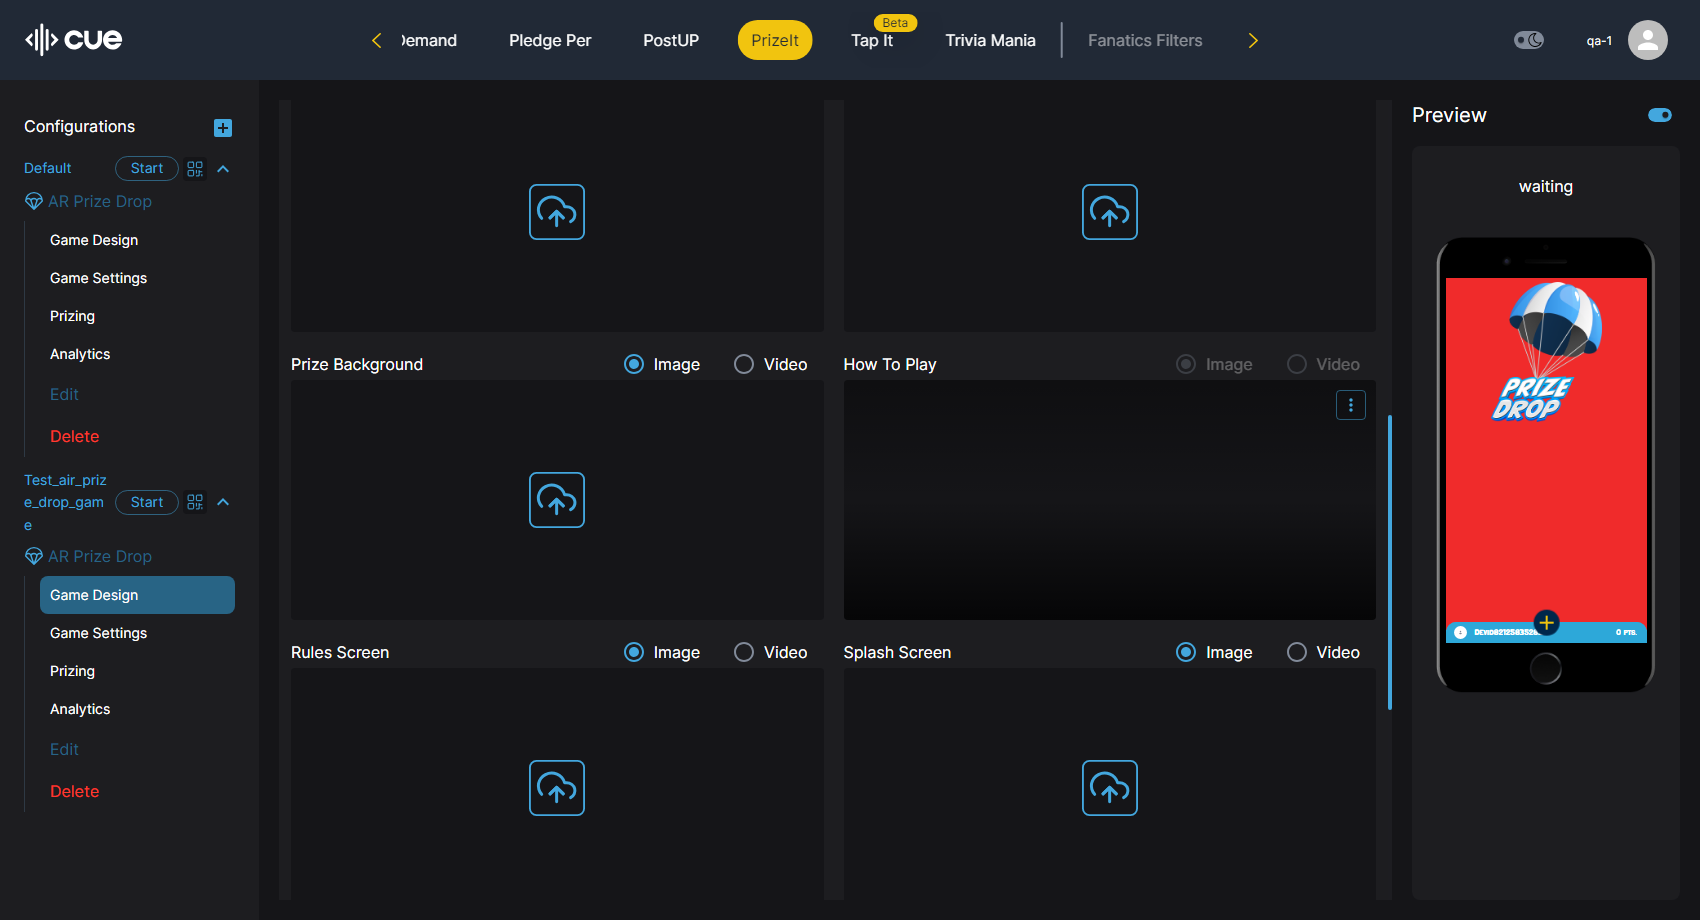 cue
Demand
Pledge Per
PostUP
PrizeIt
Beta
Tap It
Trivia Mania
Fanatics Filters
qa-1
Configurations
Default
Start
AR Prize Drop
Game Design
Game Settings
Prizing
Analytics
Edit
Delete
Test_air_priz
e_drop_gam
e
Start
AR Prize Drop
Game Design
Game Settings
Prizing
Analytics
Edit
Delete
Prize Background
Image
Video
How To Play
Image
Video
Rules Screen
Image
Video
Splash Screen
Image
Video
Preview
waiting
PRIZE
DROP
0 PTS.